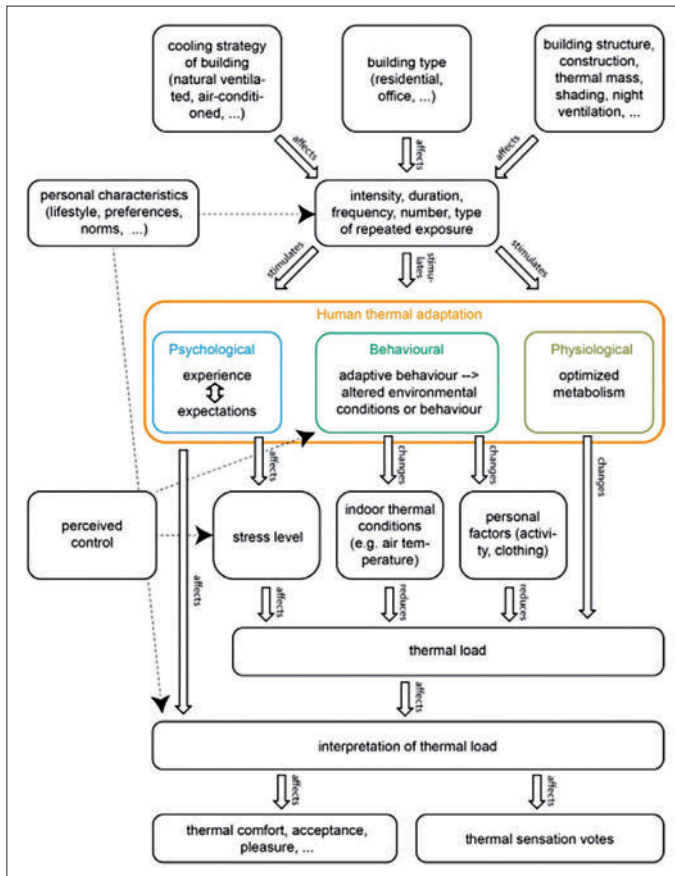 cooling strategy
of building
(natural ventila-
ted, air-conditi-
oned, ...)
building type
(residential,
office, ...)
building structure,
construction,
thermal mass,
shading, night
ventilation, ...
affects
affects
affects
personal characteristics
(lifestyle, preferences,
norms, ...)
intensity, duration,
frequency, number, type
of repeated exposure
stimulates
stimu-
lates
stimulates
Human thermal adaptation
Psychological
experience
expectations
Behavioural
adaptive behaviour -->
altered environmental
conditions or behaviour
Physiological
optimized
metabolism
affects
changes
changes
changes
perceived
control
stress level
indoor thermal
conditions
(e.g. air tem-
perature)
personal
factors (activi-
ty, clothing)
affects
affects
reduces
reduces
thermal load
affects
interpretation of thermal load
affects
affects
thermal comfort, acceptance,
pleasure, ...
thermal sensation votes